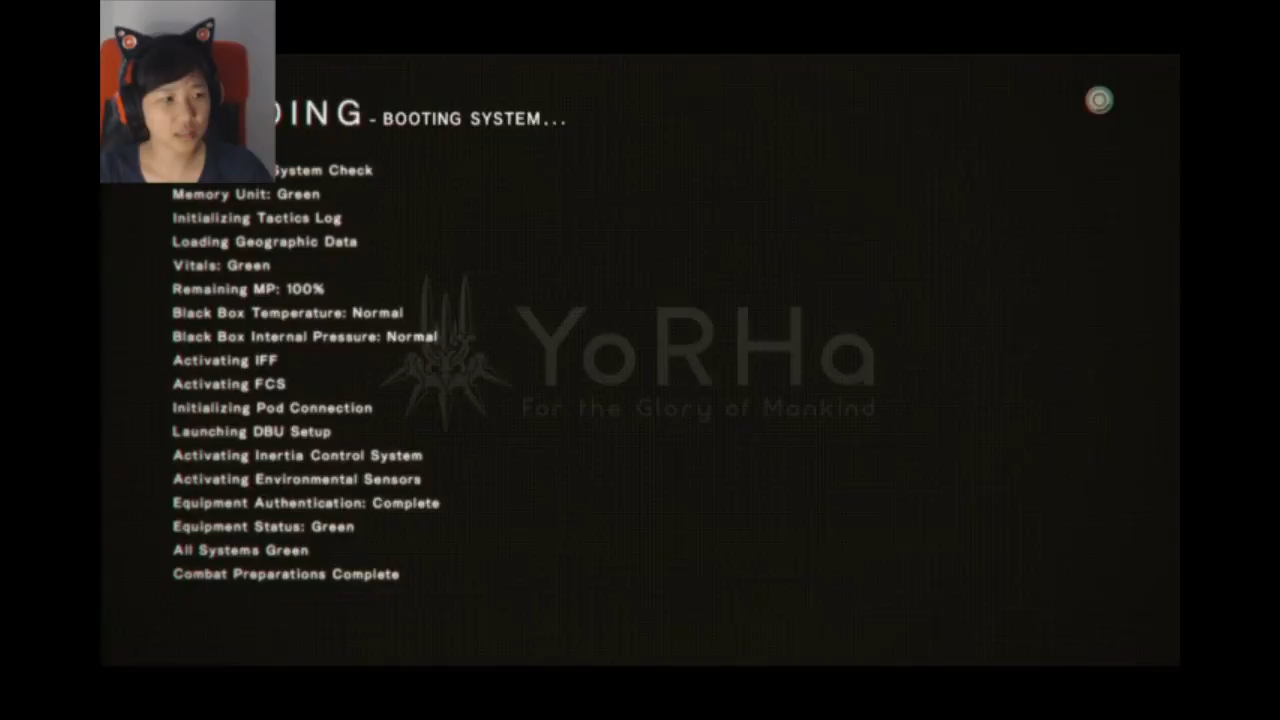 DING - BOOTING SYSTEM...
System Check
Memory Unit: Green
Initializing Tactics Log
Loading Geographic Data
Vitals: Green
Remaining MP: 100%
Black Box Temperature: Normal
Black Box Internal Pressure: Normal
Activating IFF
Activating FCS
Initializing Pod Connection
Launching DBU Setup
Activating Inertia Control System
Activating Environmental Sensors
Equipment Authentication: Complete
Equipment Status: Green
All Systems Green
Combat Preparations Complete
YoRHa
For the Glory of Mankind